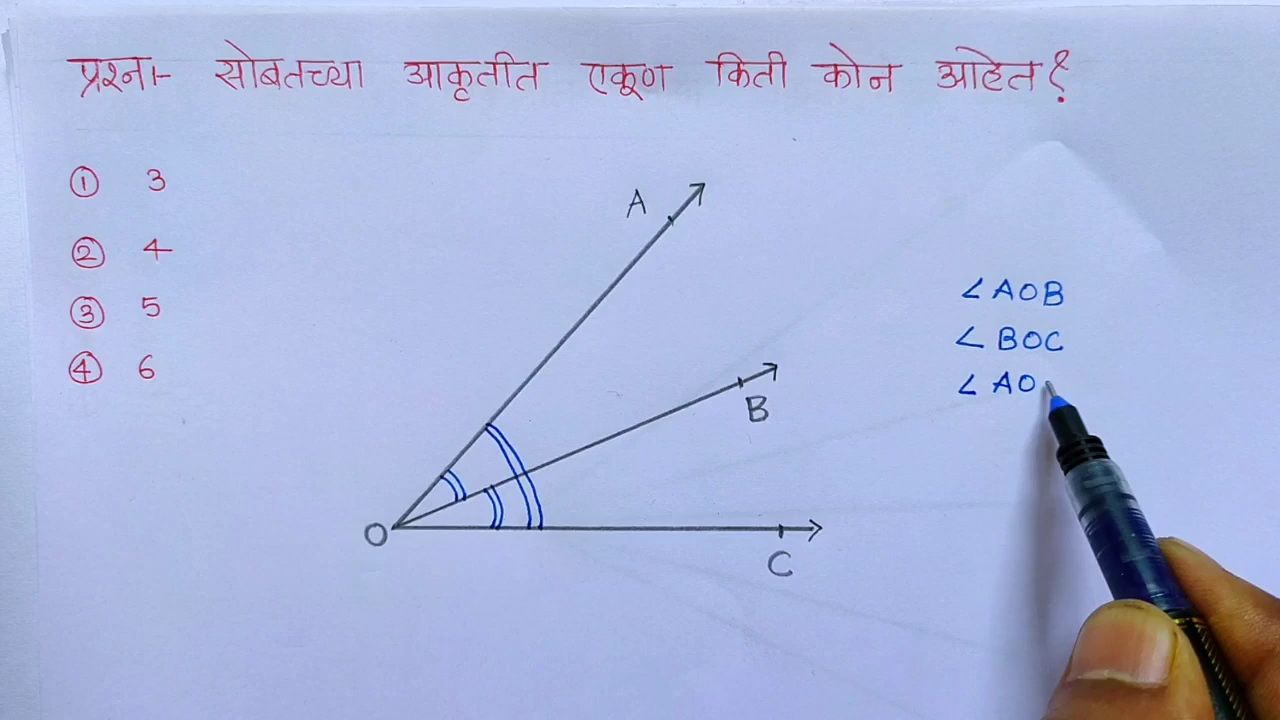 प्रश्न:- सोबतच्या आकृतीत एकूण किती कोन आहेत?
① 3
② 4
③ 5
④ 6
A
B
O
C
∠AOB
∠BOC
∠AO